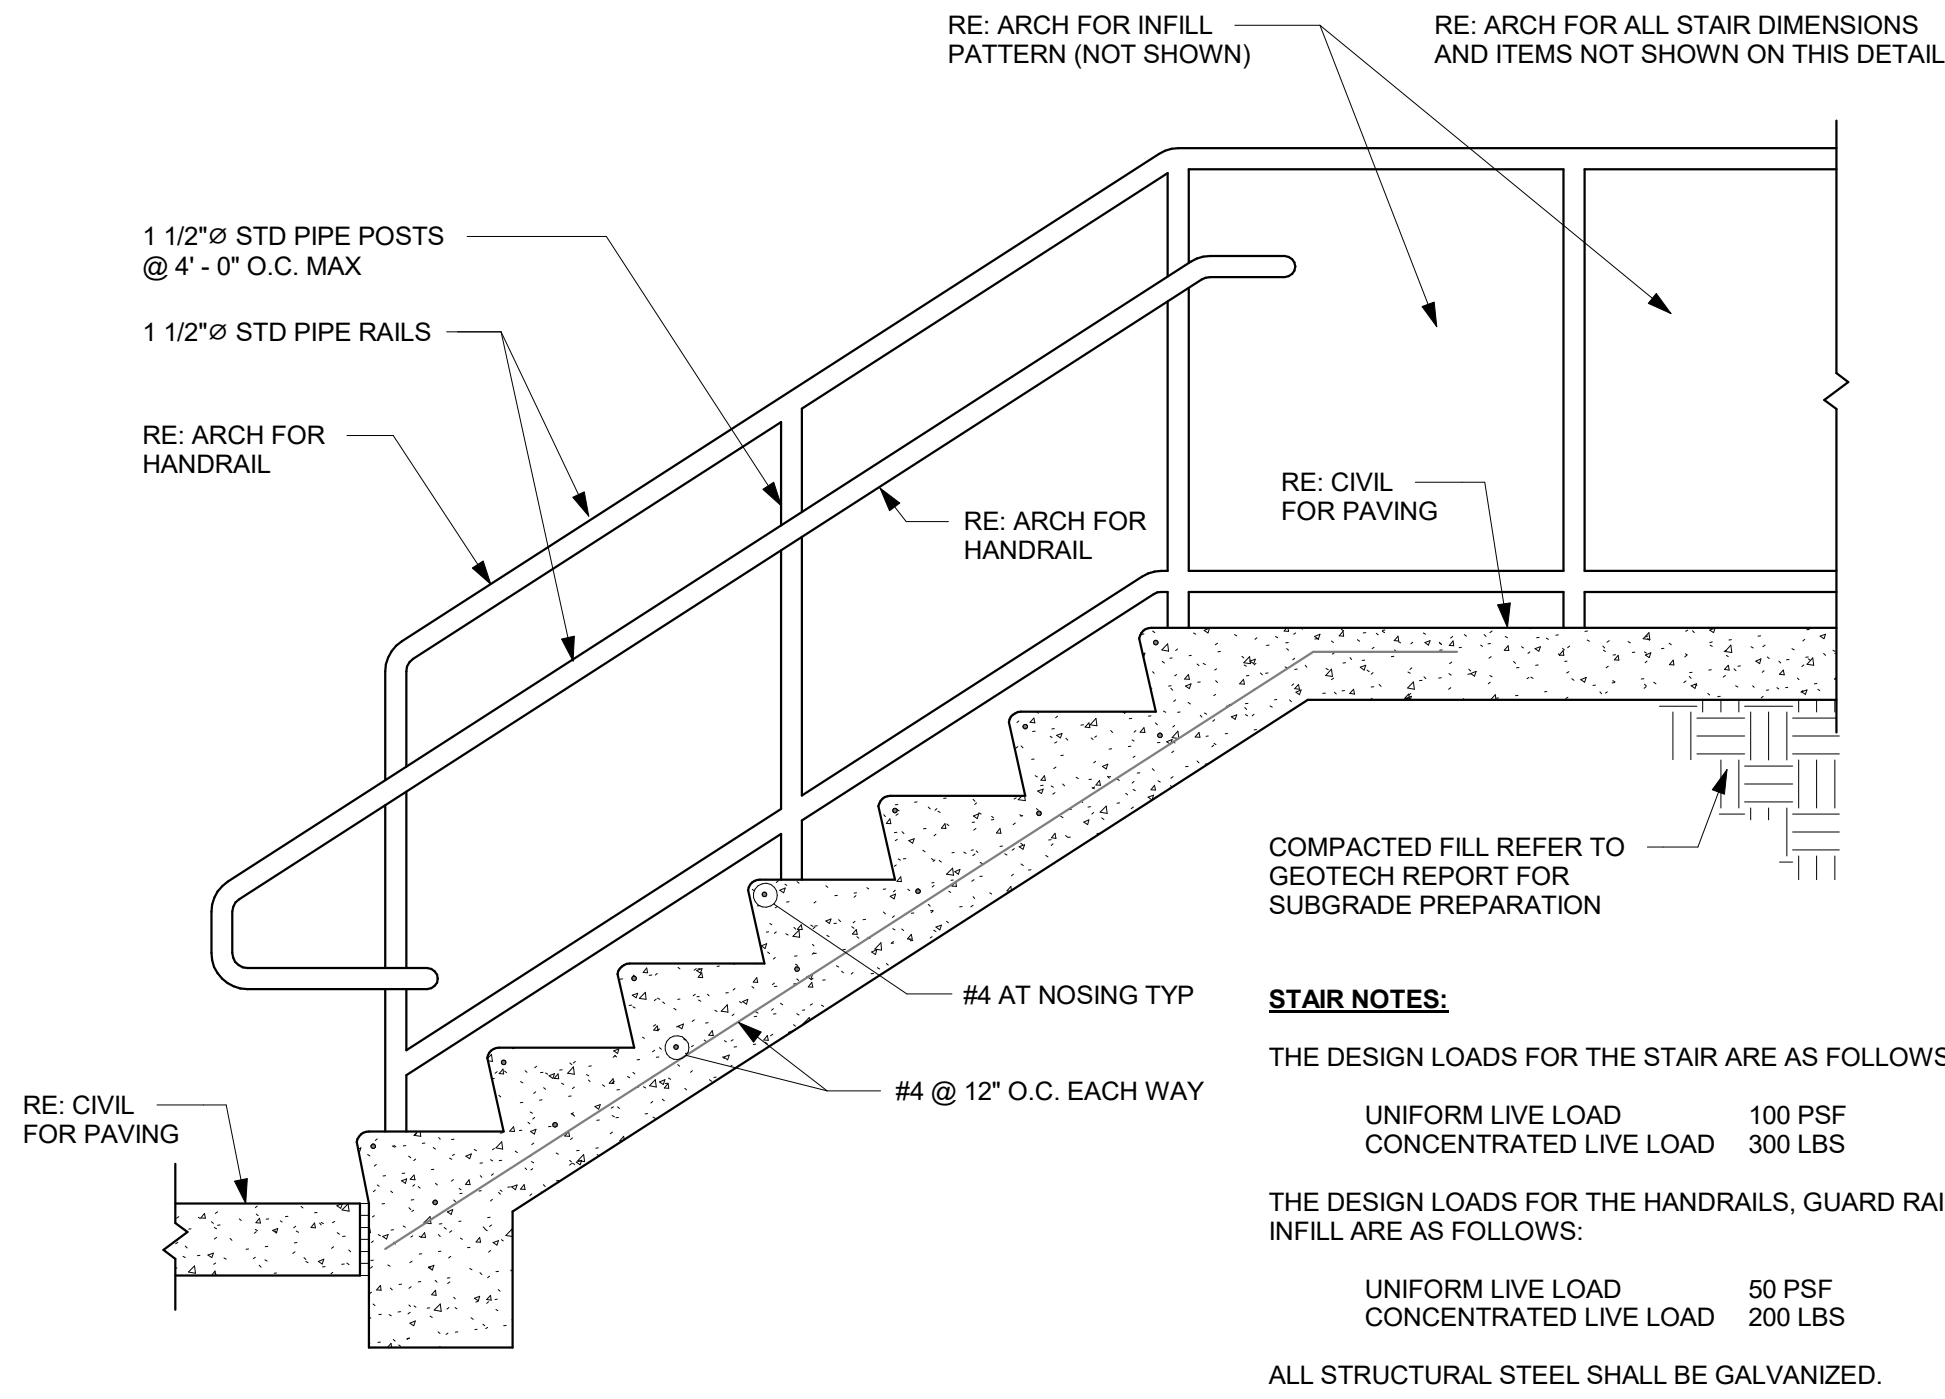 RE: ARCH FOR INFILL
PATTERN (NOT SHOWN)
RE: ARCH FOR ALL STAIR DIMENSIONS
AND ITEMS NOT SHOWN ON THIS DETAIL
1 1/2"Ø STD PIPE POSTS
@ 4' - 0" O.C. MAX
1 1/2"Ø STD PIPE RAILS
RE: ARCH FOR
HANDRAIL
RE: CIVIL
FOR PAVING
RE: ARCH FOR
HANDRAIL
COMPACTED FILL REFER TO
GEOTECH REPORT FOR
SUBGRADE PREPARATION
#4 AT NOSING TYP
#4 @ 12" O.C. EACH WAY
RE: CIVIL
FOR PAVING
STAIR NOTES:
THE DESIGN LOADS FOR THE STAIR ARE AS FOLLOWS
UNIFORM LIVE LOAD 100 PSF
CONCENTRATED LIVE LOAD 300 LBS
THE DESIGN LOADS FOR THE HANDRAILS, GUARD RAI
INFILL ARE AS FOLLOWS:
UNIFORM LIVE LOAD 50 PSF
CONCENTRATED LIVE LOAD 200 LBS
ALL STRUCTURAL STEEL SHALL BE GALVANIZED.